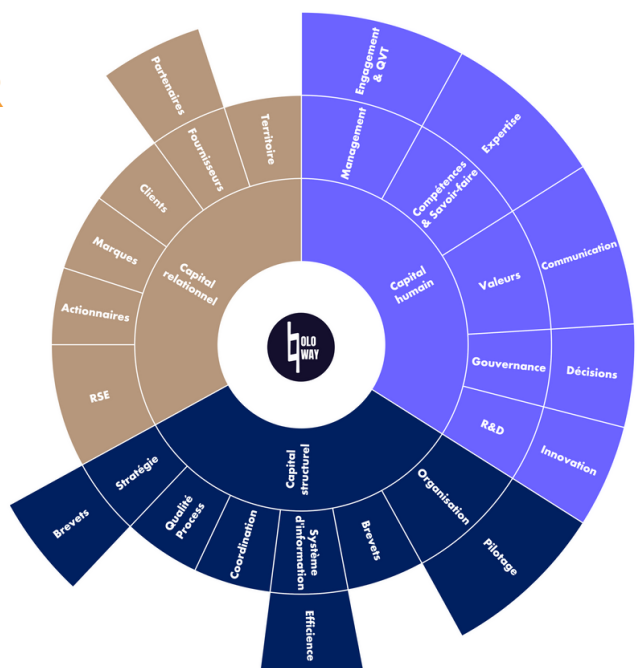 OLO
WAY
Capital
humain
Management
Engagement
& QVT
Compétences
& Savoir-faire
Expertise
Valeurs
Communication
Gouvernance
Décisions
R&D
Innovation
Capital
structurel
Organisation
Pilotage
Brevets
Système
d'information
Efficience
Coordination
Qualité
Process
Stratégie
Brevets
Capital
relationnel
RSE
Actionnaires
Marques
Clients
Fournisseurs
Partenaires
Territoire